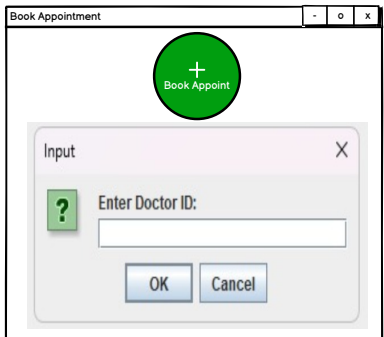 Book Appointment - o x
+
Book Appoint
Input X
?
Enter Doctor ID:
OK Cancel